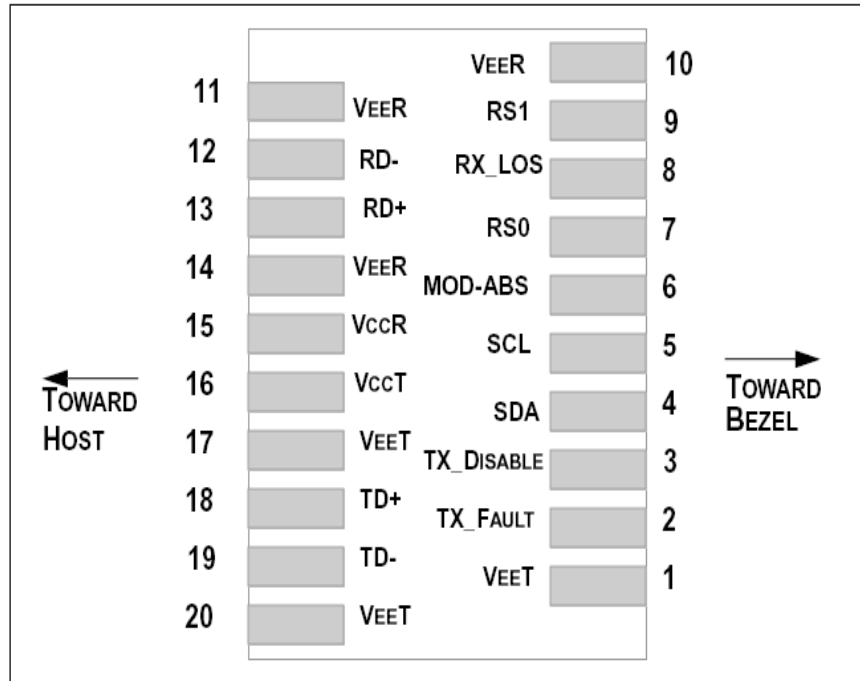 VEER 10
11 VEER
RS1 9
12 RD-
RX_LOS 8
13 RD+
RS0 7
14 VEER
MOD-ABS 6
15 VCCR
SCL 5
16 VCCT
TOWARD
HOST
TOWARD
BEZEL
SDA 4
17 VEET
TX_DISABLE 3
18 TD+
TX_FAULT 2
19 TD-
VEET 1
20 VEET